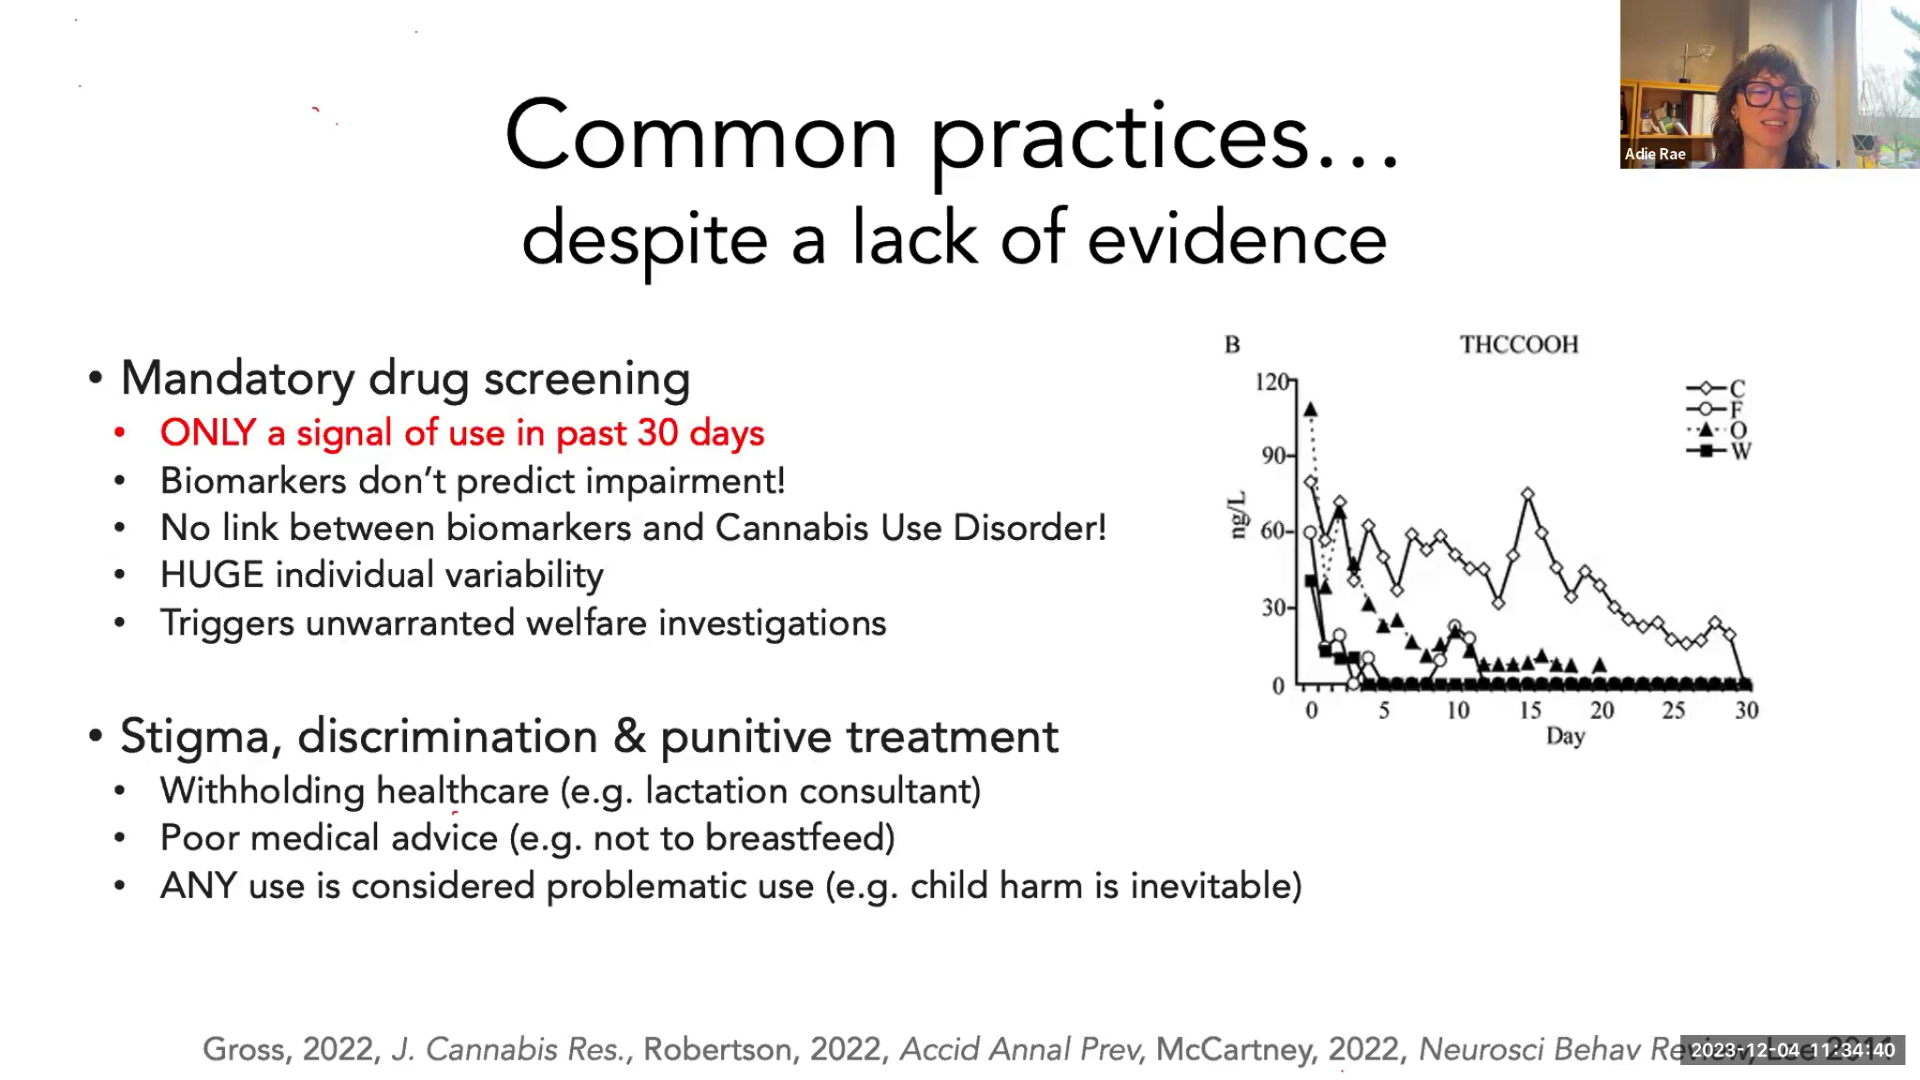 Adie Rae
Common practices…
despite a lack of evidence
• Mandatory drug screening
• ONLY a signal of use in past 30 days
• Biomarkers don’t predict impairment!
• No link between biomarkers and Cannabis Use Disorder!
• HUGE individual variability
• Triggers unwarranted welfare investigations
• Stigma, discrimination & punitive treatment
• Withholding healthcare (e.g. lactation consultant)
• Poor medical advice (e.g. not to breastfeed)
• ANY use is considered problematic use (e.g. child harm is inevitable)
B
THCCOOH
C
F
O
W
ng/L
120
90
60
30
0
0 5 10 15 20 25 30
Day
Gross, 2022, J. Cannabis Res., Robertson, 2022, Accid Annal Prev, McCartney, 2022, Neurosci Behav
2023-12-04 11:34:40